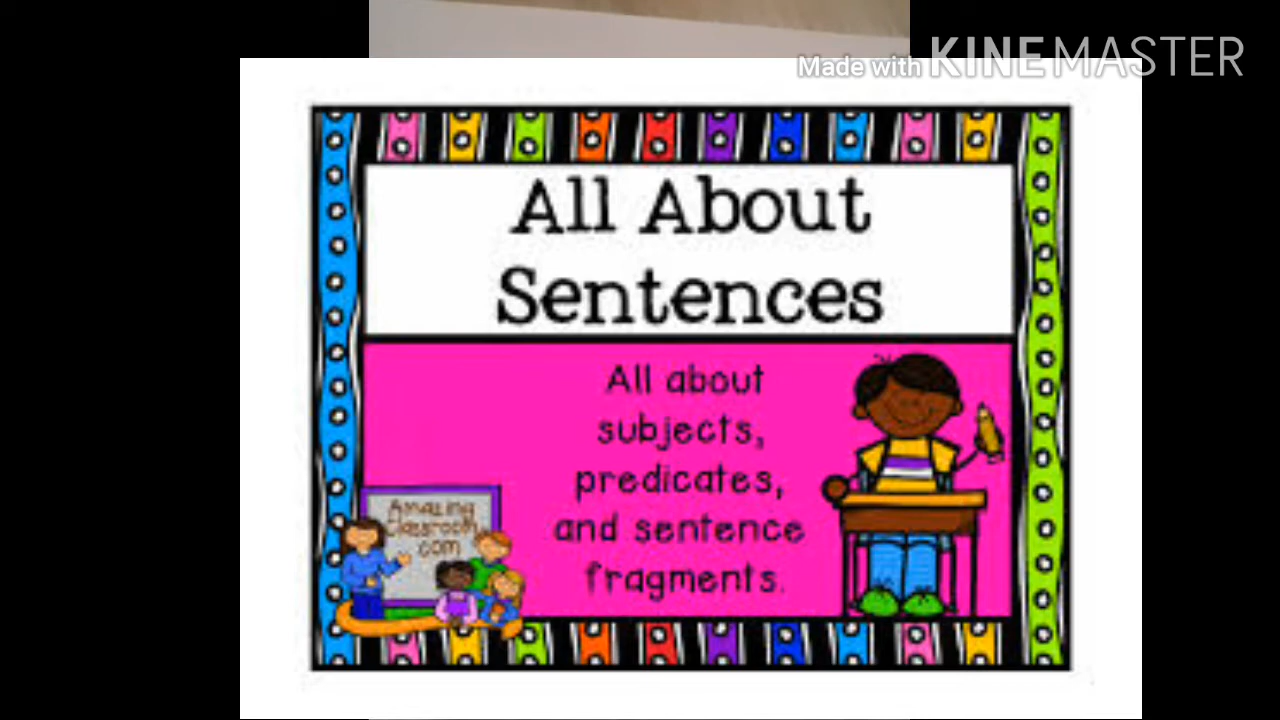 Made with KINEMASTER
All About
Sentences
All about
subjects,
predicates,
and sentence
fragments.
Amazing
Classroom.
com